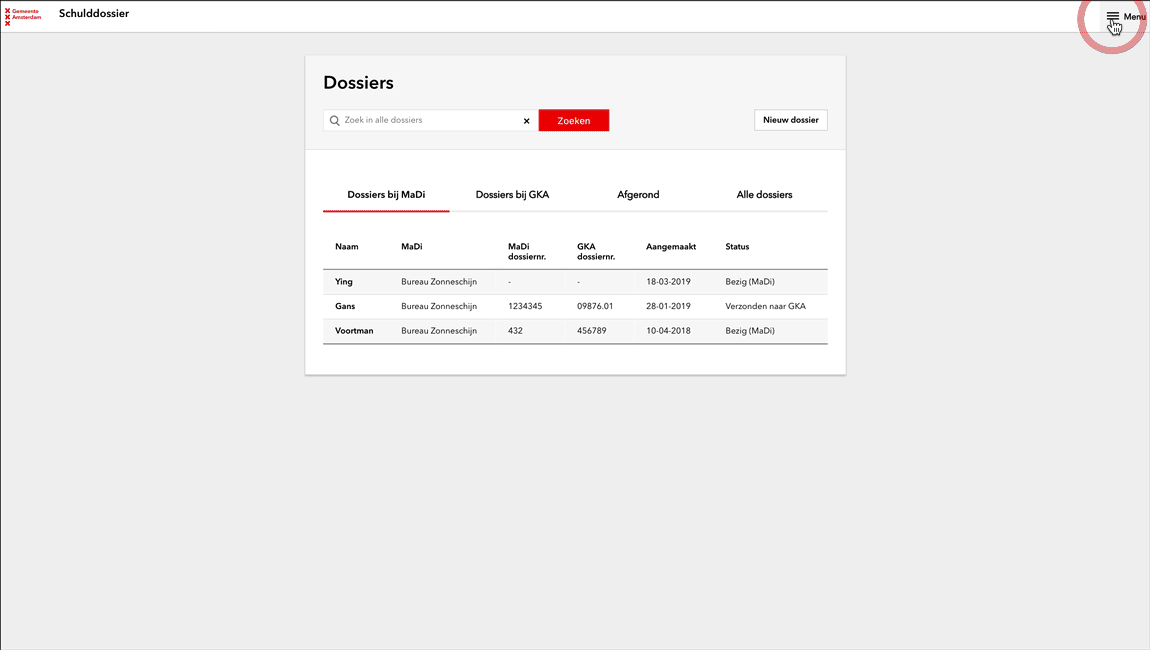 Gemeente
Amsterdam
Schulddossier
Menu
Dossiers
Zoek in alle dossiers
Zoeken
Nieuw dossier
Dossiers bij MaDi Dossiers bij GKA Afgerond Alle dossiers
Naam MaDi MaDi dossiernr. GKA dossiernr. Aangemaakt Status
Ying Bureau Zonneschijn - - 18-03-2019 Bezig (MaDi)
Gans Bureau Zonneschijn 1234345 09876.01 28-01-2019 Verzonden naar GKA
Voortman Bureau Zonneschijn 432 456789 10-04-2018 Bezig (MaDi)